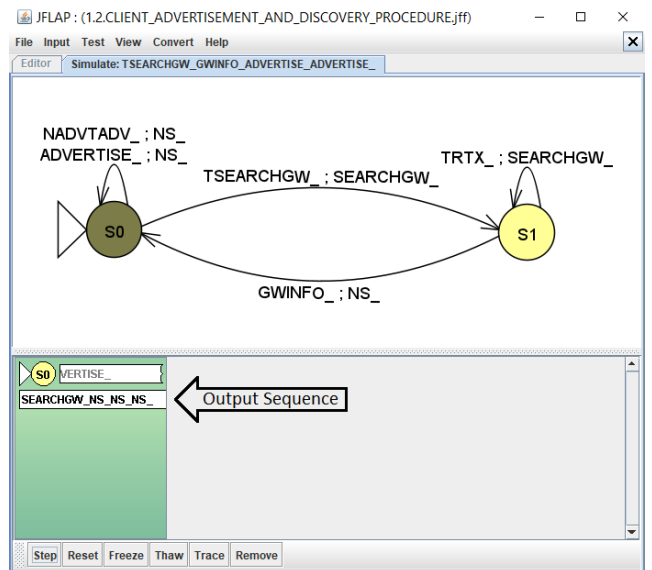 JFLAP : (1.2.CLIENT_ADVERTISEMENT_AND_DISCOVERY_PROCEDURE.jff)
File Input Test View Convert Help
Editor Simulate: TSEARCHGW_GWINFO_ADVERTISE_ADVERTISE_
NADVTADV_ ; NS_
ADVERTISE_ ; NS_
TRTX_ ; SEARCHGW_
TSEARCHGW_ ; SEARCHGW_
S0
S1
GWINFO_ ; NS_
S0 VERTISE_
SEARCHGW_NS_NS_NS_
Output Sequence
Step Reset Freeze Thaw Trace Remove